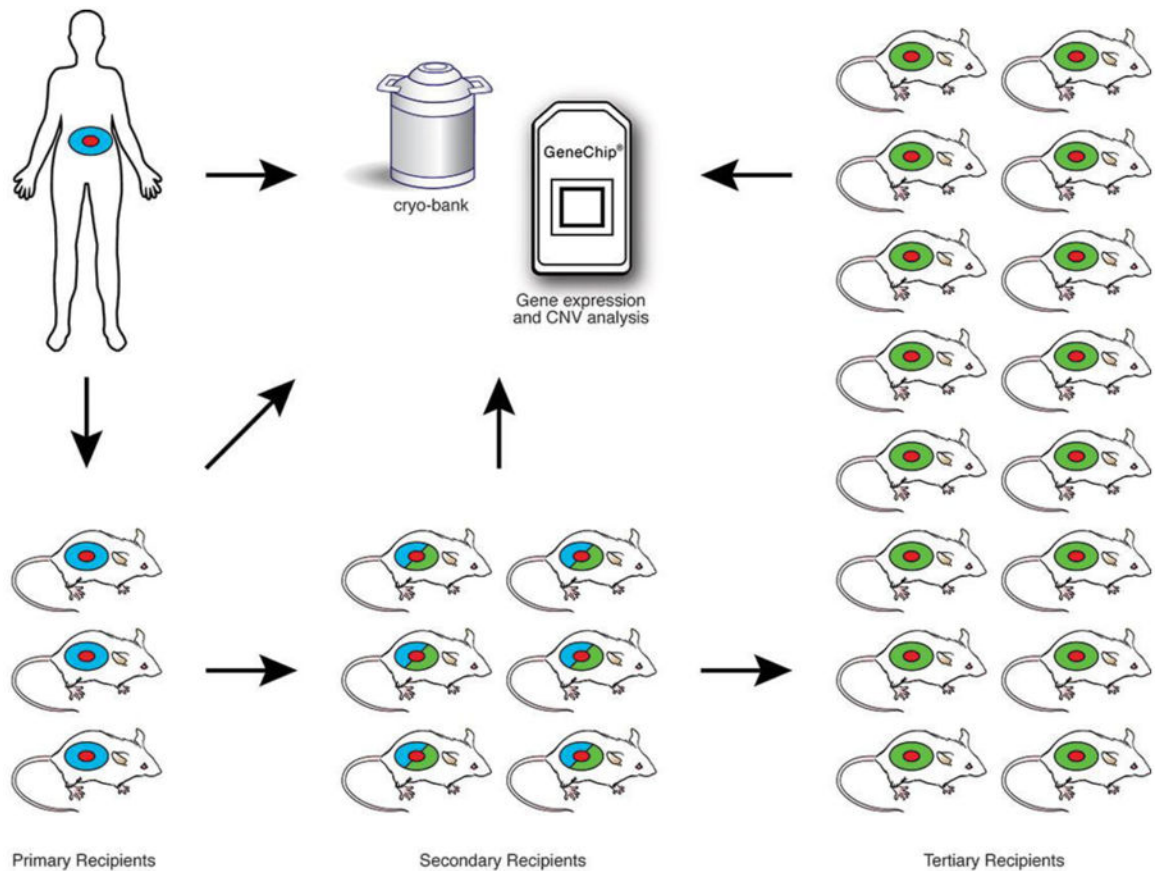 cryo-bank
GeneChip®
Gene expression
and CNV analysis
Primary Recipients
Secondary Recipients
Tertiary Recipients